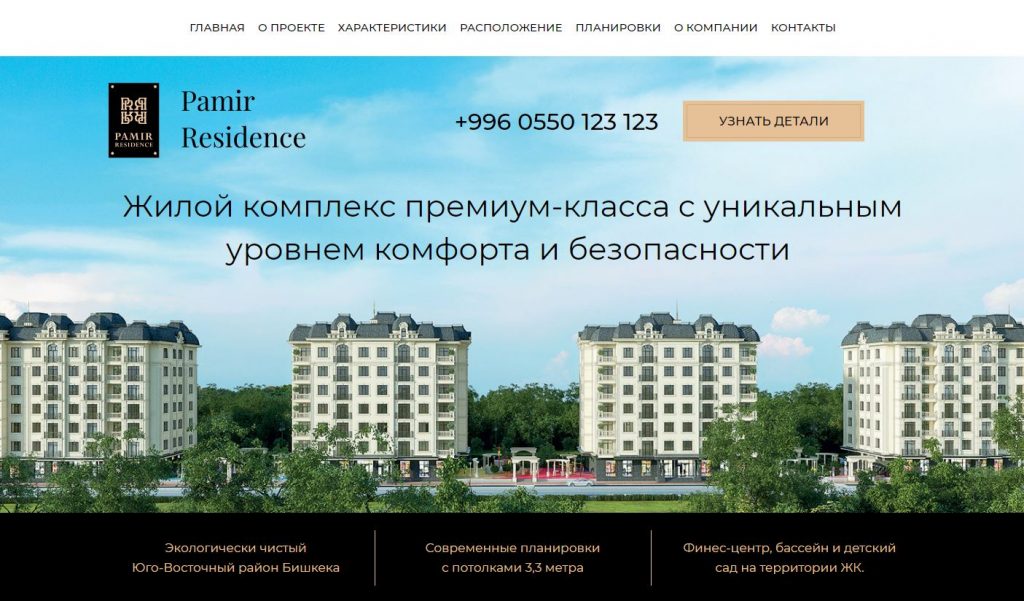 ГЛАВНАЯ О ПРОЕКТЕ ХАРАКТЕРИСТИКИ РАСПОЛОЖЕНИЕ ПЛАНИРОВКИ О КОМПАНИИ КОНТАКТЫ
PAMIR
RESIDENCE
Pamir
Residence
+996 0550 123 123
УЗНАТЬ ДЕТАЛИ
Жилой комплекс премиум-класса с уникальным
уровнем комфорта и безопасности
Экологически чистый
Юго-Восточный район Бишкека
Современные планировки
с потолками 3,3 метра
Финес-центр, бассейн и детский
сад на территории ЖК.